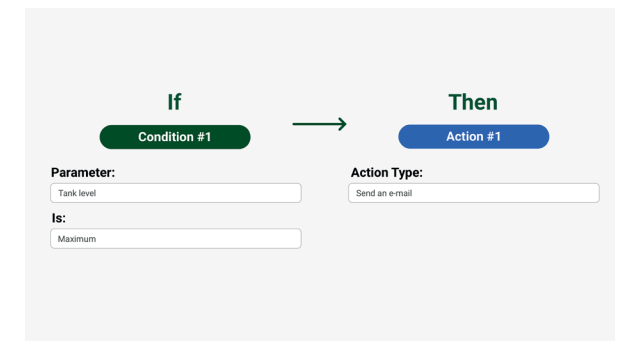 If
Condition #1
Parameter:
Tank level
Is:
Maximum
Then
Action #1
Action Type:
Send an e-mail